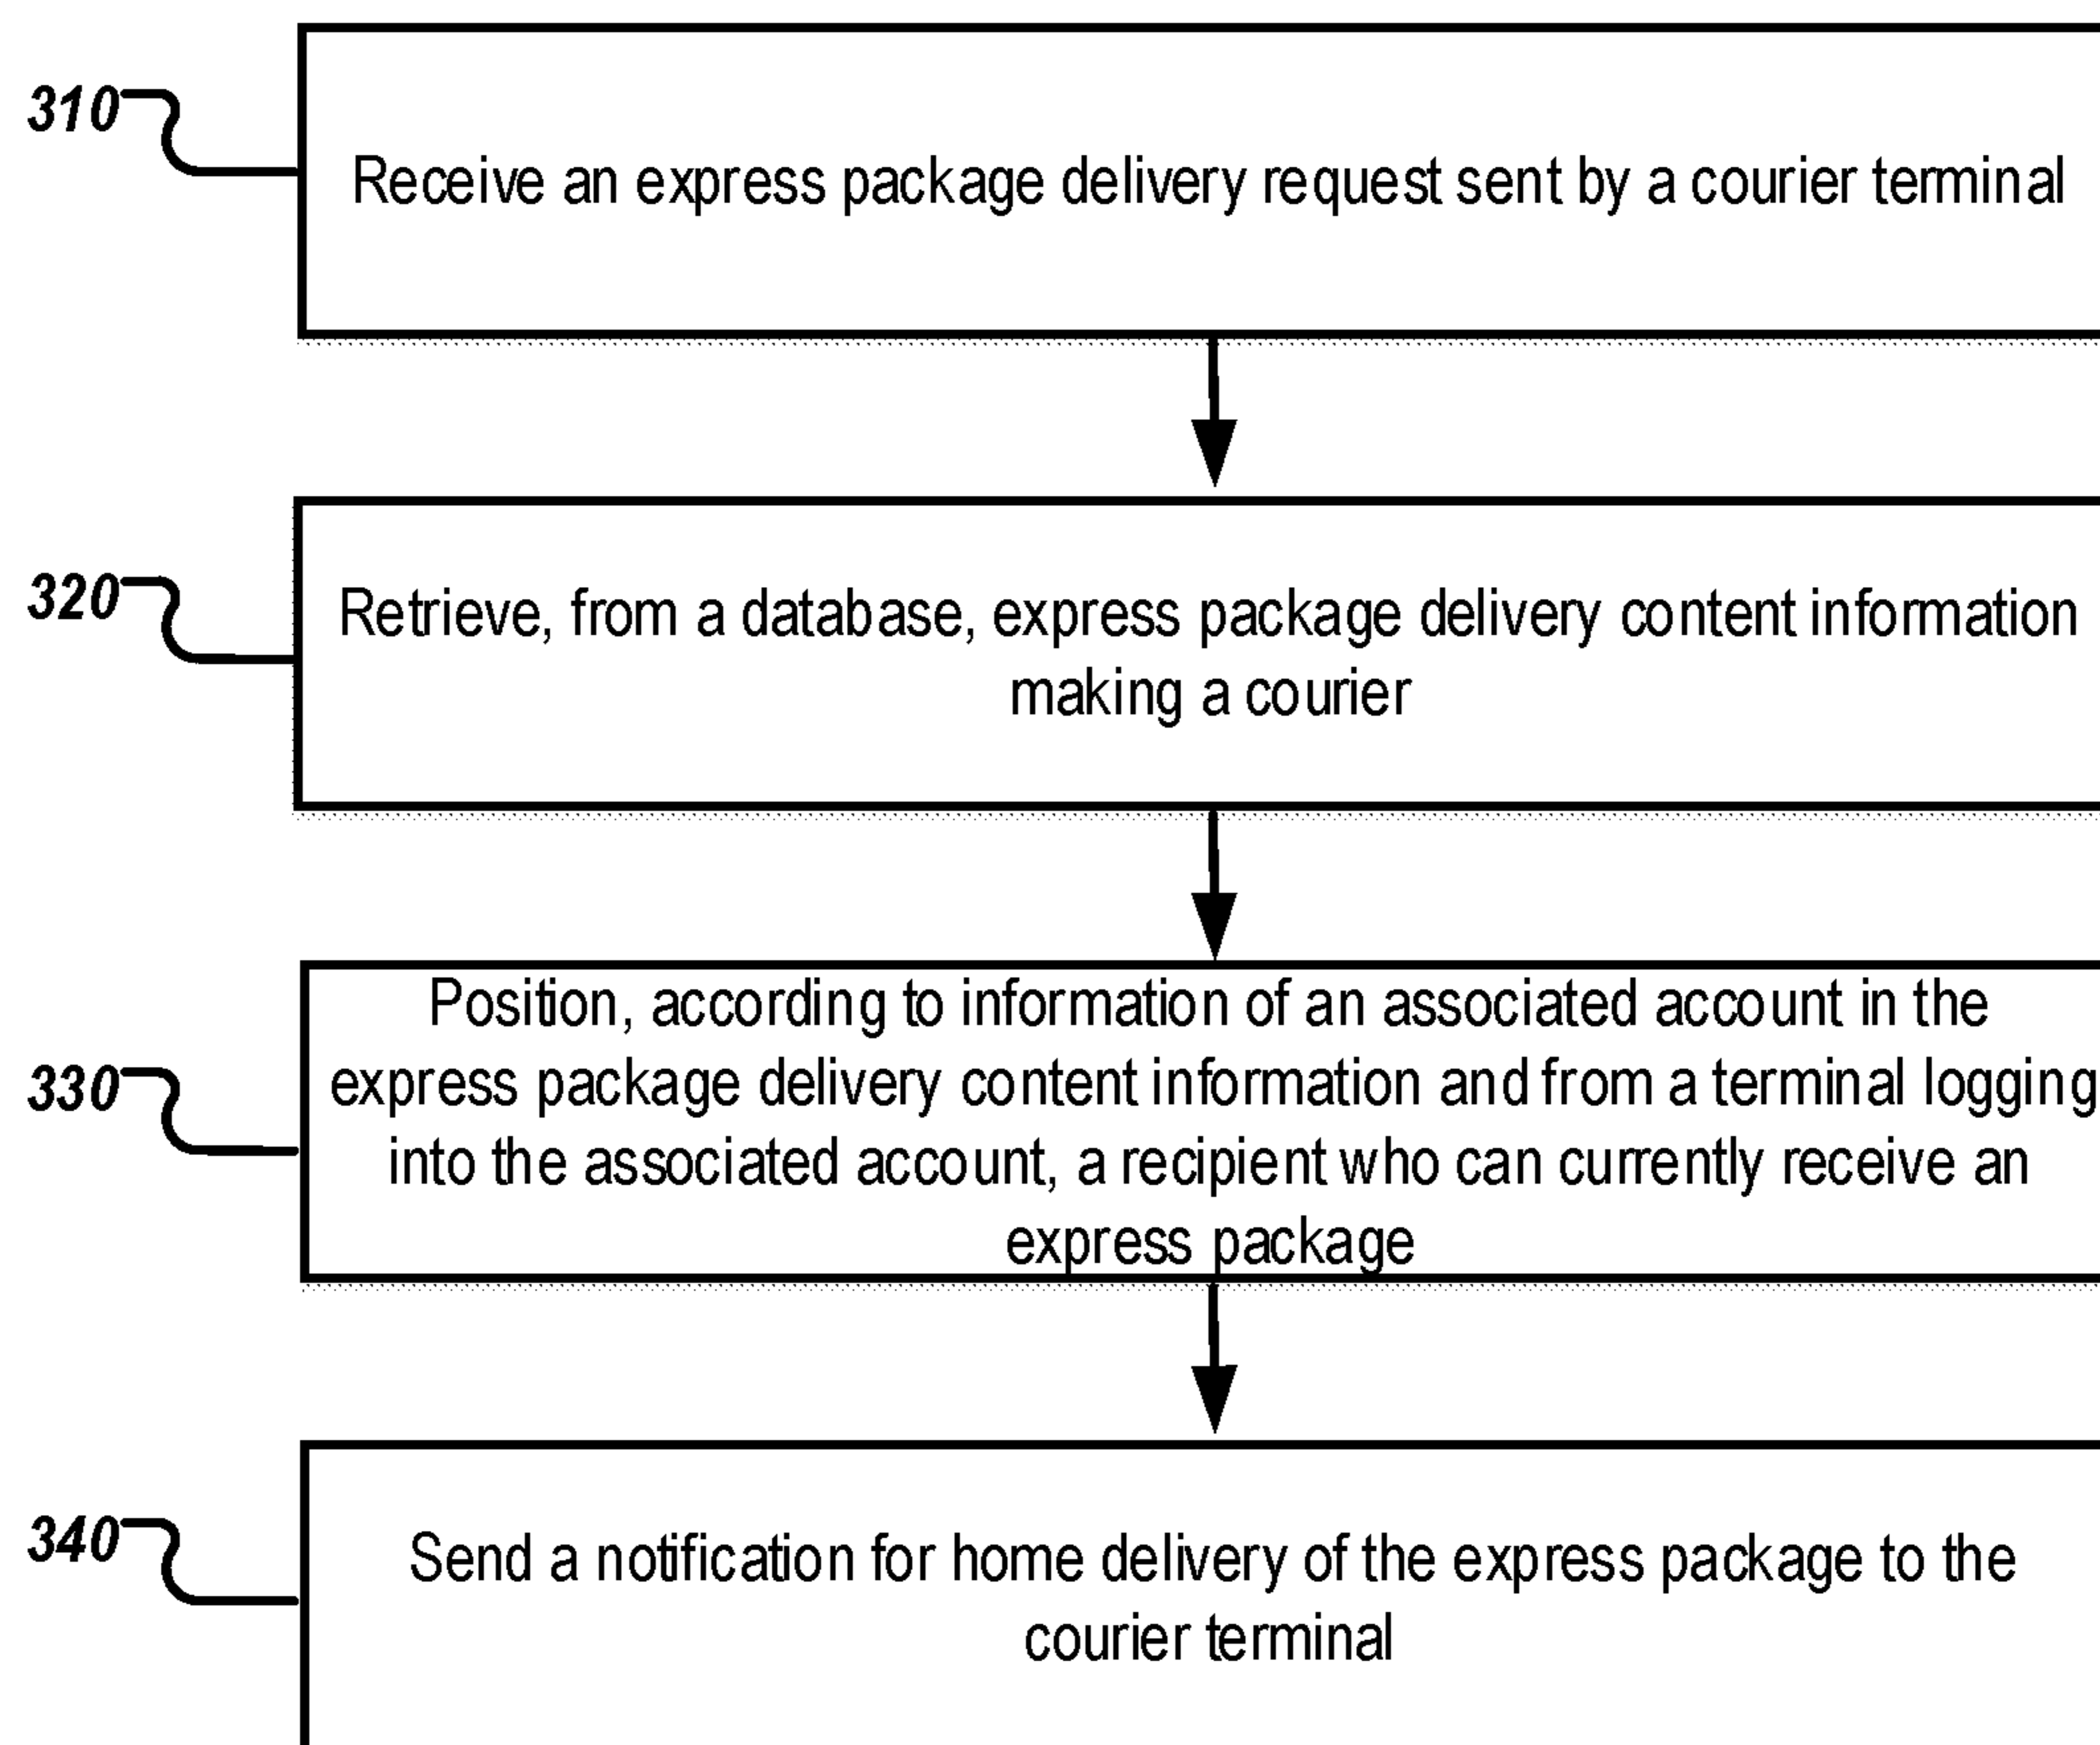 310
Receive an express package delivery request sent by a courier terminal
320
Retrieve, from a database, express package delivery content information
making a courier
330
Position, according to information of an associated account in the
express package delivery content information and from a terminal logging
into the associated account, a recipient who can currently receive an
express package
340
Send a notification for home delivery of the express package to the
courier terminal